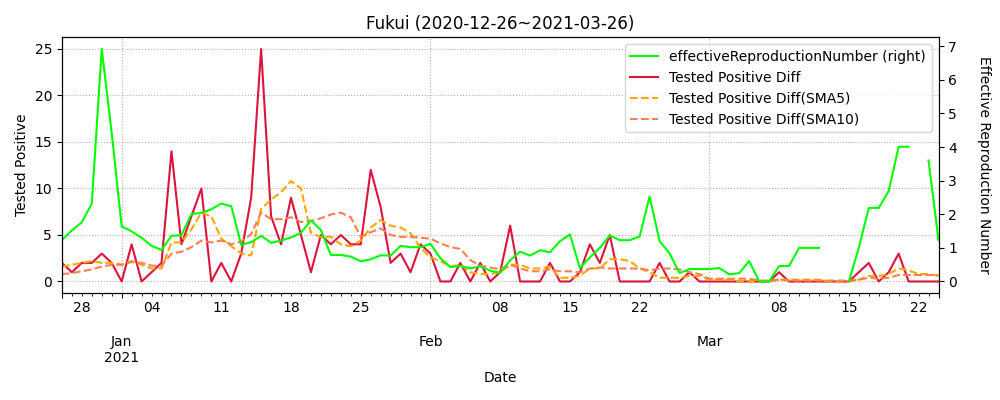 Fukui (2020-12-26~2021-03-26)
effectiveReproductionNumber (right)
Tested Positive Diff
Tested Positive Diff(SMA5)
Tested Positive Diff(SMA10)
Tested Positive
25
20
15
10
5
0
7
6
5
4
3
2
1
0
Effective Reproduction Number
28 04 11 18 25 08 15 22 08 15 22
Jan Feb Mar
2021
Date